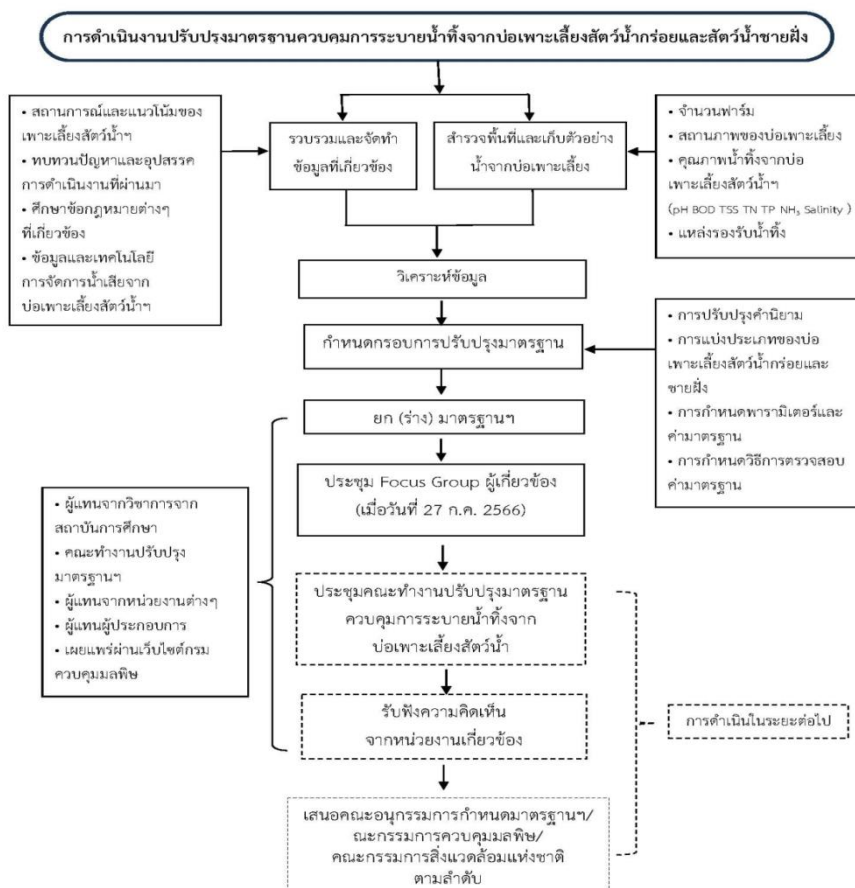 การดำเนินงานปรับปรุงมาตรฐานควบคุมการระบายน้ำทิ้งจากบ่อเพาะเลี้ยงสัตว์น้ำกร่อยและสัตว์น้ำชายฝั่ง
• สถานการณ์และแนวโน้มของ
เพาะเลี้ยงสัตว์น้ำฯ
• ทบทวนปัญหาและอุปสรรค
การดำเนินงานที่ผ่านมา
• ศึกษาข้อกฎหมายต่างๆ
ที่เกี่ยวข้อง
• ข้อมูลและเทคโนโลยี
การจัดการน้ำเสียจาก
บ่อเพาะเลี้ยงสัตว์น้ำฯ
รวบรวมและจัดทำ
ข้อมูลที่เกี่ยวข้อง
สำรวจพื้นที่และเก็บตัวอย่าง
น้ำจากบ่อเพาะเลี้ยง
• จำนวนฟาร์ม
• สถานภาพของบ่อเพาะเลี้ยง
• คุณภาพน้ำทิ้งจากบ่อ
เพาะเลี้ยงสัตว์น้ำฯ
(pH BOD TSS TN TP NH₃ Salinity )
• แหล่งรองรับน้ำทิ้ง
วิเคราะห์ข้อมูล
กำหนดกรอบการปรับปรุงมาตรฐาน
• การปรับปรุงคำนิยาม
• การแบ่งประเภทของบ่อ
เพาะเลี้ยงสัตว์น้ำกร่อยและ
ชายฝั่ง
• การกำหนดพารามิเตอร์และ
ค่ามาตรฐาน
• การกำหนดวิธีการตรวจสอบ
ค่ามาตรฐาน
ยก (ร่าง) มาตรฐานฯ
ประชุม Focus Group ผู้เกี่ยวข้อง
(เมื่อวันที่ 27 ก.ค. 2566)
• ผู้แทนจากวิชาการจาก
สถาบันการศึกษา
• คณะทำงานปรับปรุง
มาตรฐานฯ
• ผู้แทนจากหน่วยงานต่างๆ
• ผู้แทนผู้ประกอบการ
• เผยแพร่ผ่านเว็บไซต์กรม
ควบคุมมลพิษ
ประชุมคณะทำงานปรับปรุงมาตรฐาน
ควบคุมการระบายน้ำทิ้งจาก
บ่อเพาะเลี้ยงสัตว์น้ำ
รับฟังความคิดเห็น
จากหน่วยงานเกี่ยวข้อง
การดำเนินในระยะต่อไป
เสนอคณะอนุกรรมการกำหนดมาตรฐานฯ/
ณะกรรมการควบคุมมลพิษ/
คณะกรรมการสิ่งแวดล้อมแห่งชาติ
ตามลำดับ